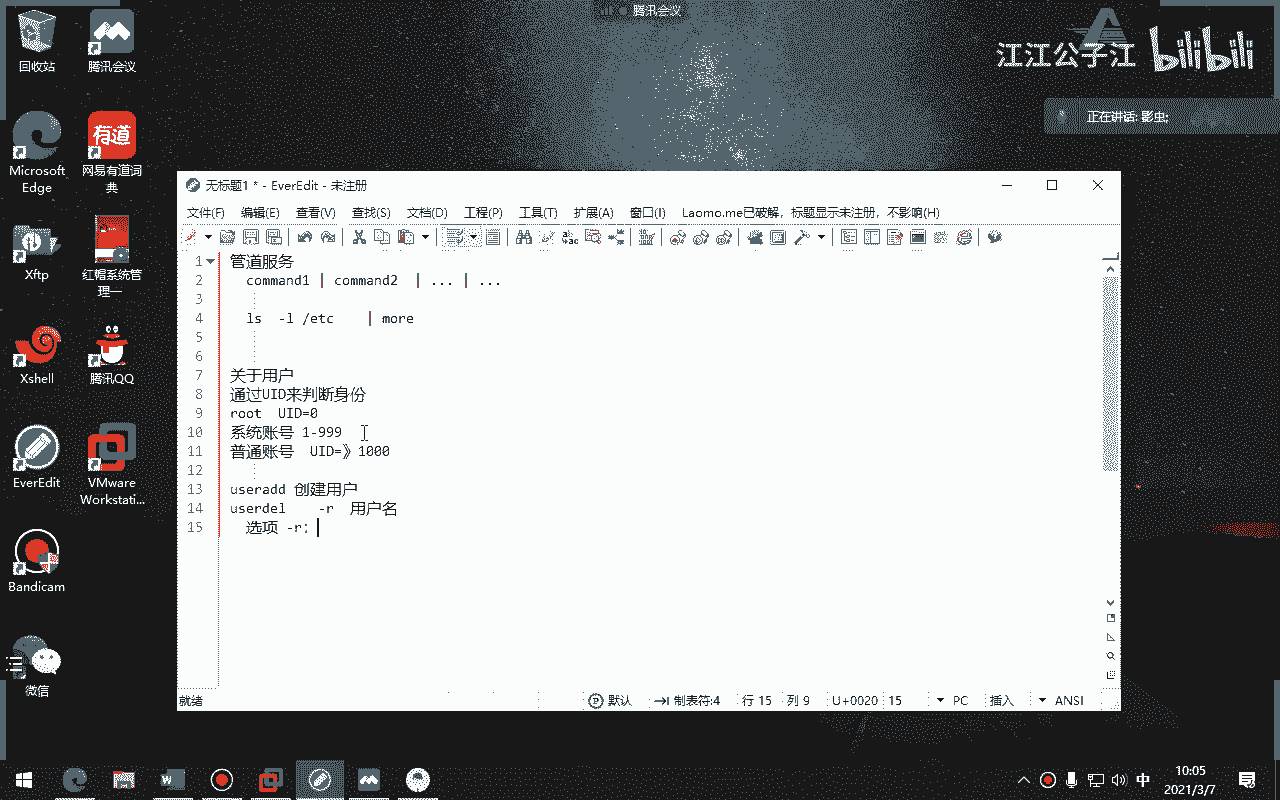 腾讯会议
江江公子江 bilibili
正在讲话: 影虫;
回收站
腾讯会议
Microsoft Edge
有道
网易有道词典
Xftp
红帽系统管理一
Xshell
腾讯QQ
EverEdit
VMware Workstati...
Bandicam
微信
无标题1 * - EverEdit - 未注册
文件(F) 编辑(E) 查看(V) 查找(S) 文档(D) 工程(P) 工具(T) 扩展(A) 窗口(I) Laomo.me已破解，标题显示未注册，不影响(H)
1 管道服务
2 command1 | command2 | ... | ...
3
4 ls -l /etc | more
5
6
7 关于用户
8 通过UID来判断身份
9 root UID=0
10 系统账号 1-999
11 普通账号 UID=》1000
12
13 useradd 创建用户
14 userdel -r 用户名
15 选项 -r:
就绪 默认 制表符:4 行 15 列 9 U+0020 15 PC 插入 ANSI
中
10:05
2021/3/7